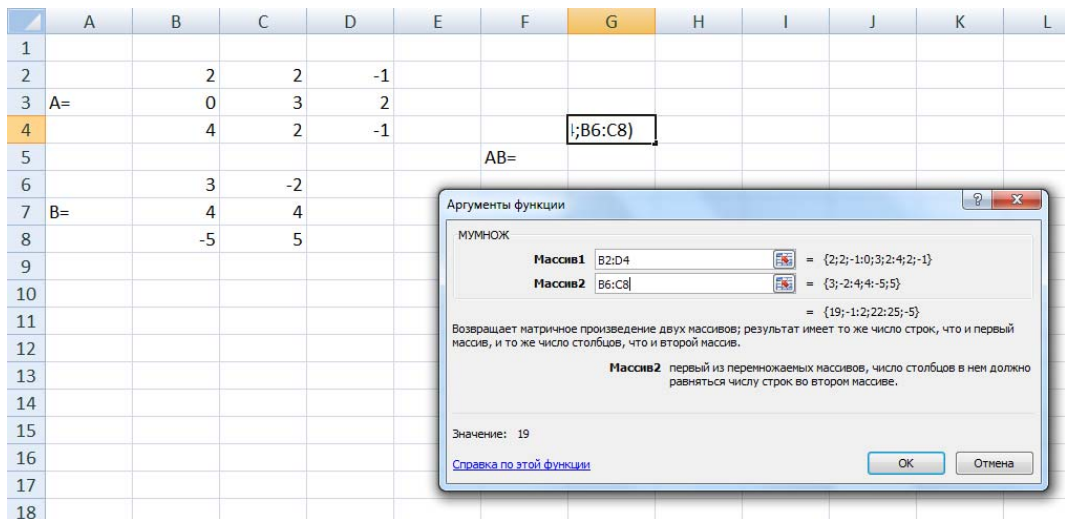 A B C D E F G H I J K L
1
2 2 2 -1
3 A= 0 3 2
4 4 2 -1 ;B6:C8)
5 AB=
6 3 -2
7 B= 4 4
8 -5 5
9
10
11
12
13
14
15
16
17
18
Аргументы функции
МУМНОЖ
Массив1 B2:D4 = {2;2;-1:0;3;2:4;2;-1}
Массив2 B6:C8 = {3;-2:4;4:-5;5}
= {19;-1:2;22:25;-5}
Возвращает матричное произведение двух массивов; результат имеет то же число строк, что и первый
массив, и то же число столбцов, что и второй массив.
Массив2 первый из перемножаемых массивов, число столбцов в нем должно
равняться числу строк во втором массиве.
Значение: 19
Справка по этой функции
ОК Отмена